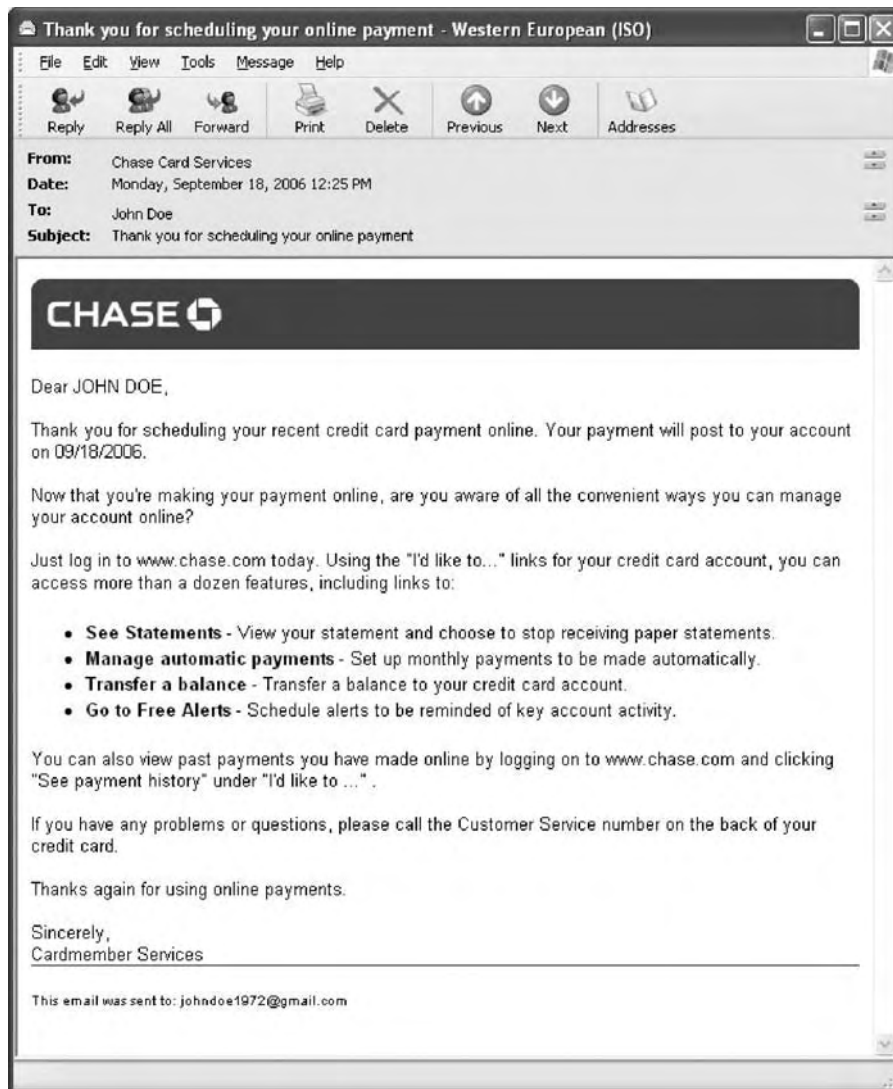 Thank you for scheduling your online payment - Western European (ISO)
File Edit View Tools Message Help
Reply Reply All Forward Print Delete Previous Next Addresses
From: Chase Card Services
Date: Monday, September 18, 2006 12:25 PM
To: John Doe
Subject: Thank you for scheduling your online payment
CHASE
Dear JOHN DOE,
Thank you for scheduling your recent credit card payment online. Your payment will post to your account
on 09/18/2006.
Now that you're making your payment online, are you aware of all the convenient ways you can manage
your account online?
Just log in to www.chase.com today. Using the "I'd like to..." links for your credit card account, you can
access more than a dozen features, including links to:
• See Statements - View your statement and choose to stop receiving paper statements.
• Manage automatic payments - Set up monthly payments to be made automatically.
• Transfer a balance - Transfer a balance to your credit card account.
• Go to Free Alerts - Schedule alerts to be reminded of key account activity.
You can also view past payments you have made online by logging on to www.chase.com and clicking
"See payment history" under "I'd like to ..." .
If you have any problems or questions, please call the Customer Service number on the back of your
credit card.
Thanks again for using online payments.
Sincerely,
Cardmember Services
This email was sent to: johndoe1972@gmail.com